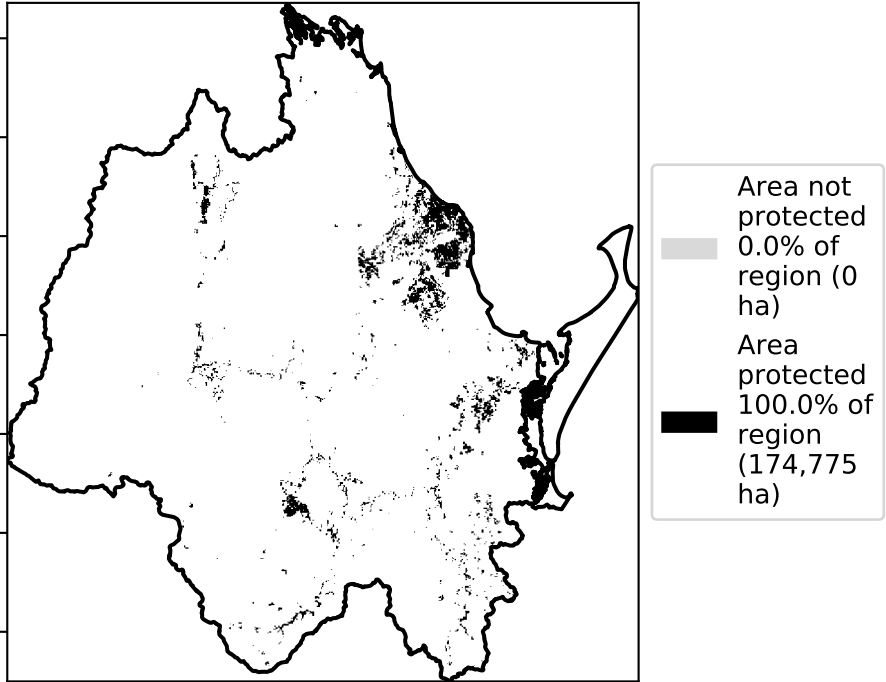 Area not
protected
0.0% of
region (0
ha)
Area
protected
100.0% of
region
(174,775
ha)